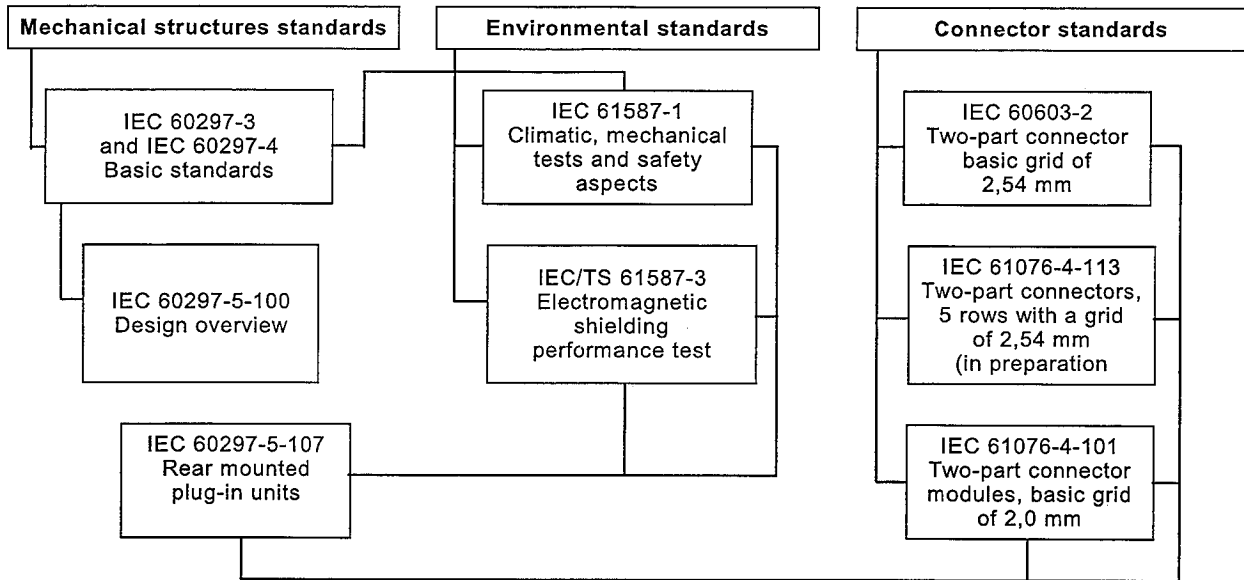 Mechanical structures standards
Environmental standards
Connector standards
IEC 60297-3
and IEC 60297-4
Basic standards
IEC 61587-1
Climatic, mechanical
tests and safety
aspects
IEC 60603-2
Two-part connector
basic grid of
2,54 mm
IEC 60297-5-100
Design overview
IEC/TS 61587-3
Electromagnetic
shielding
performance test
IEC 61076-4-113
Two-part connectors,
5 rows with a grid
of 2,54 mm
(in preparation
IEC 60297-5-107
Rear mounted
plug-in units
IEC 61076-4-101
Two-part connector
modules, basic grid
of 2,0 mm